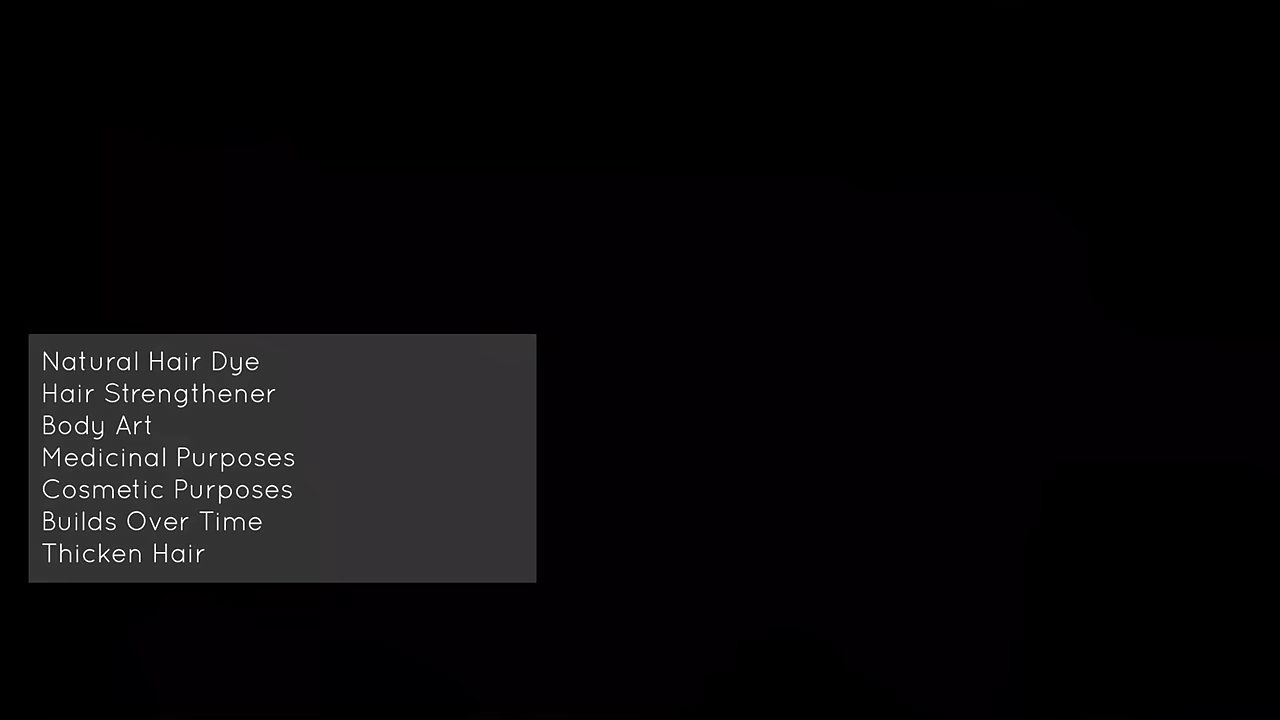 Natural Hair Dye
Hair Strengthener
Body Art
Medicinal Purposes
Cosmetic Purposes
Builds Over Time
Thicken Hair